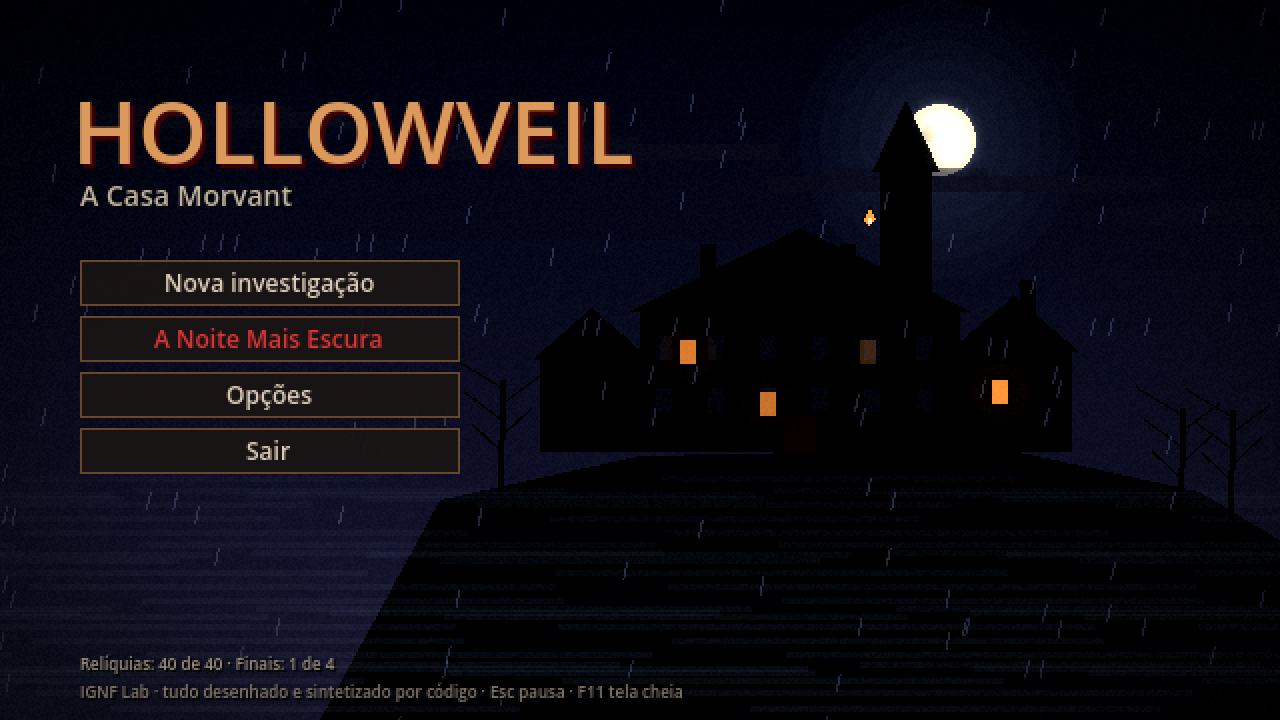 HOLLOWVEIL
A Casa Morvant
Nova investigação
A Noite Mais Escura
Opções
Sair
Relíquias: 40 de 40 · Finais: 1 de 4
IGNF Lab · tudo desenhado e sintetizado por código · Esc pausa · F11 tela cheia